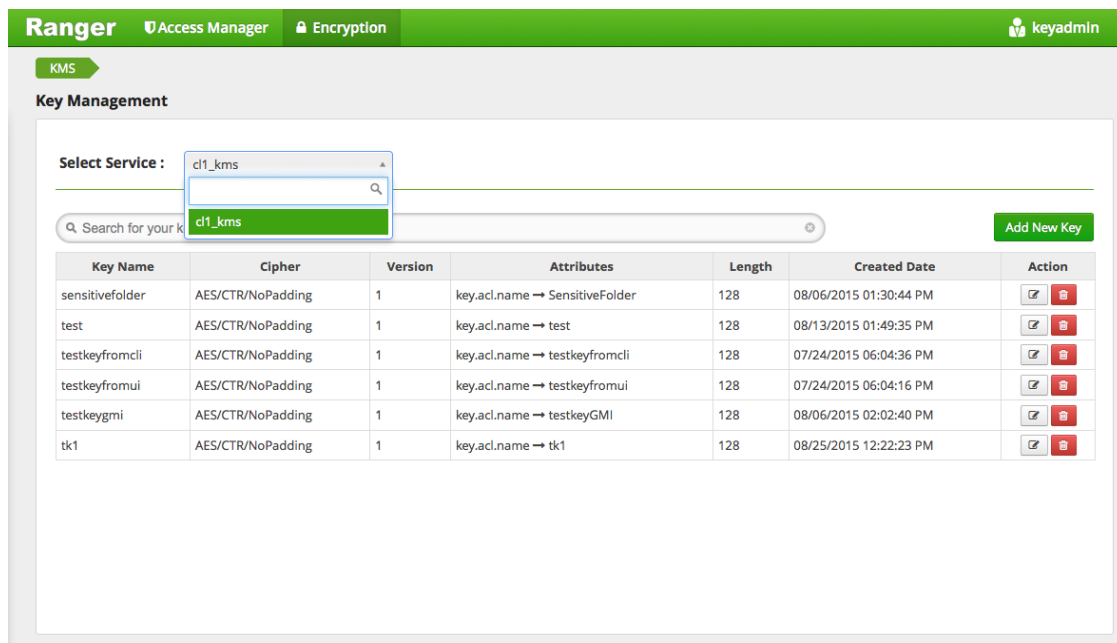 Ranger Access Manager Encryption keyadmin
KMS
Key Management
Select Service : cl1_kms
cl1_kms
Search for your k Add New Key
Key Name Cipher Version Attributes Length Created Date Action
sensitivefolder AES/CTR/NoPadding 1 key.acl.name → SensitiveFolder 128 08/06/2015 01:30:44 PM
test AES/CTR/NoPadding 1 key.acl.name → test 128 08/13/2015 01:49:35 PM
testkeyfromcli AES/CTR/NoPadding 1 key.acl.name → testkeyfromcli 128 07/24/2015 06:04:36 PM
testkeyfromui AES/CTR/NoPadding 1 key.acl.name → testkeyfromui 128 07/24/2015 06:04:16 PM
testkeygmi AES/CTR/NoPadding 1 key.acl.name → testkeyGMI 128 08/06/2015 02:02:40 PM
tk1 AES/CTR/NoPadding 1 key.acl.name → tk1 128 08/25/2015 12:22:23 PM